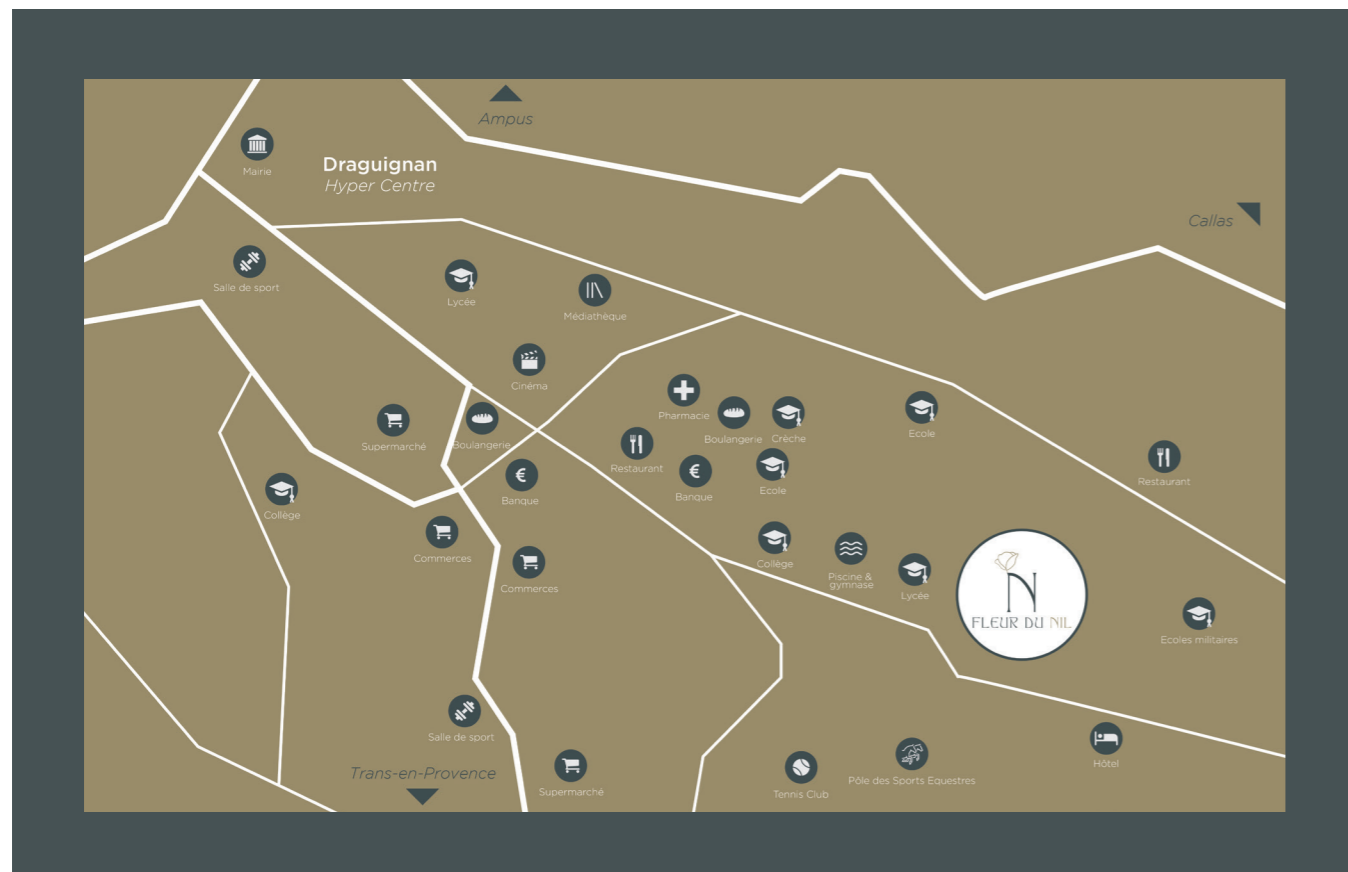 Ampus
Mairie
Draguignan
Hyper Centre
Callas
Salle de sport
Lycée
Médiathèque
Cinéma
Pharmacie
Supermarché
Boulangerie
Boulangerie
Crèche
Ecole
Restaurant
Banque
Ecole
Restaurant
Banque
Collège
Commerces
Commerces
Collège
Piscine &
gymnase
Lycée
N
FLEUR DU NIL
Ecoles militaires
Salle de sport
Trans-en-Provence
Supermarché
Tennis Club
Pôle des Sports Equestres
Hôtel